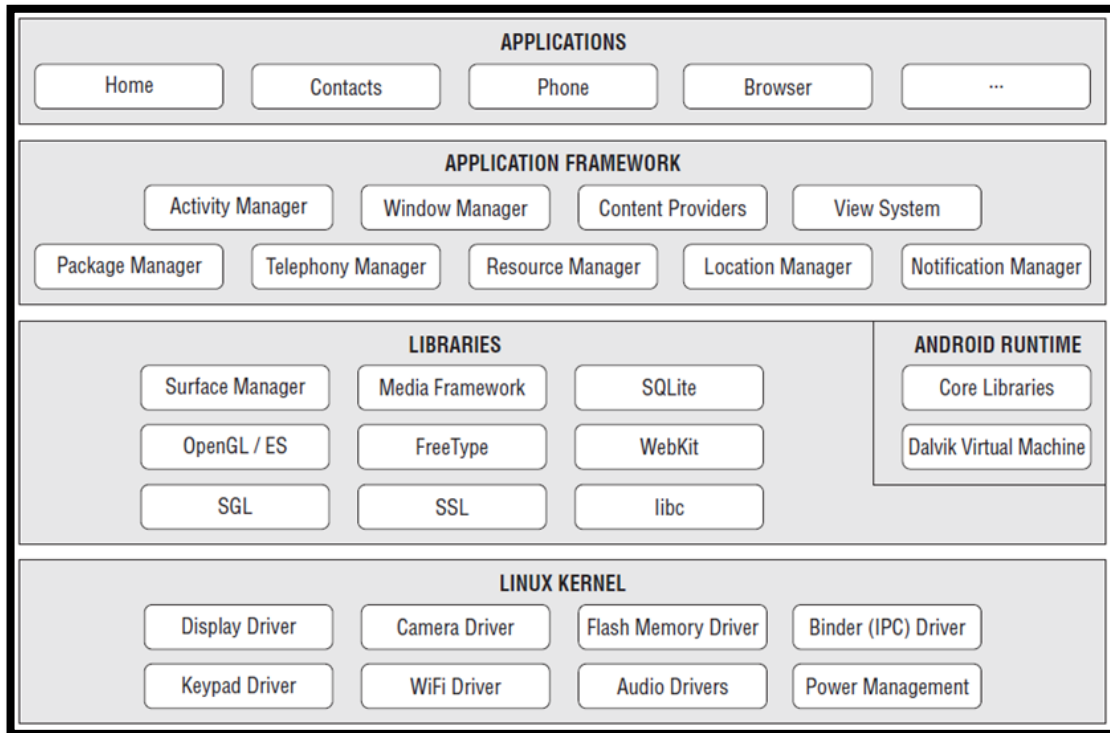 APPLICATIONS
Home Contacts Phone Browser ...
APPLICATION FRAMEWORK
Activity Manager Window Manager Content Providers View System
Package Manager Telephony Manager Resource Manager Location Manager Notification Manager
LIBRARIES ANDROID RUNTIME
Surface Manager Media Framework SQLite Core Libraries
OpenGL / ES FreeType WebKit Dalvik Virtual Machine
SGL SSL libc
LINUX KERNEL
Display Driver Camera Driver Flash Memory Driver Binder (IPC) Driver
Keypad Driver WiFi Driver Audio Drivers Power Management